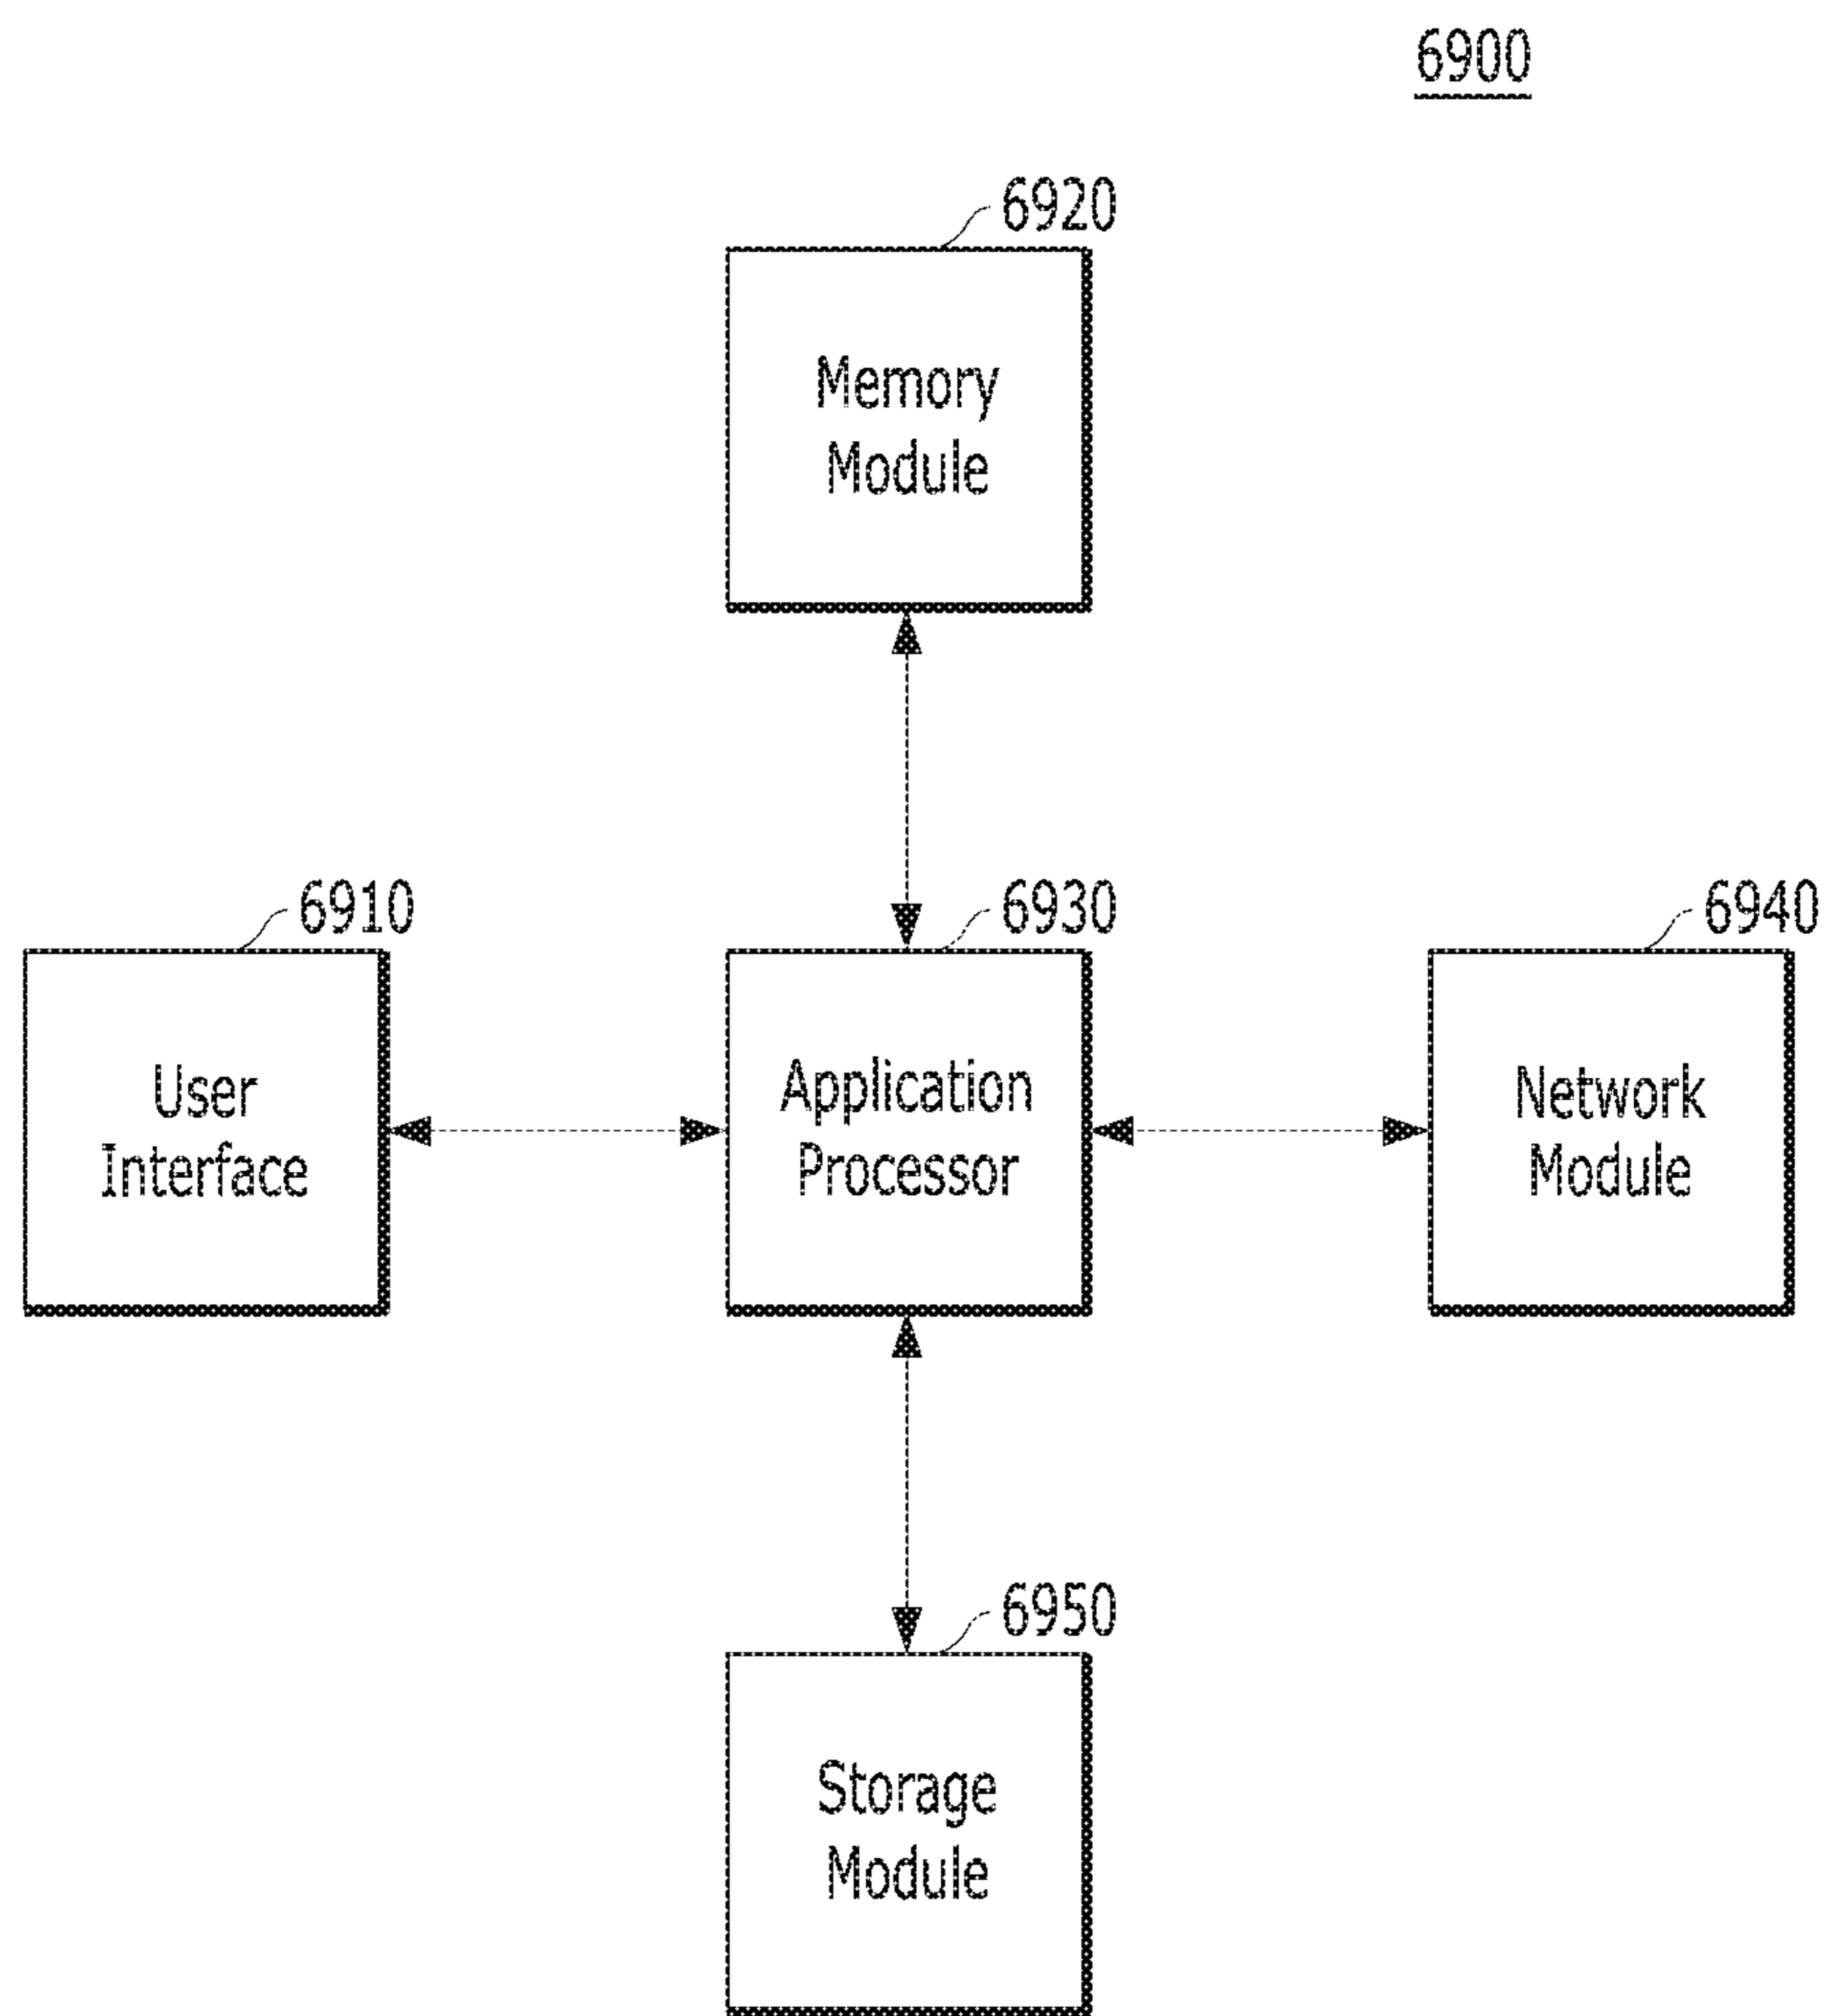 6900
6920
Memory
Module
6910
User
Interface
6930
Application
Processor
6940
Network
Module
6950
Storage
Module